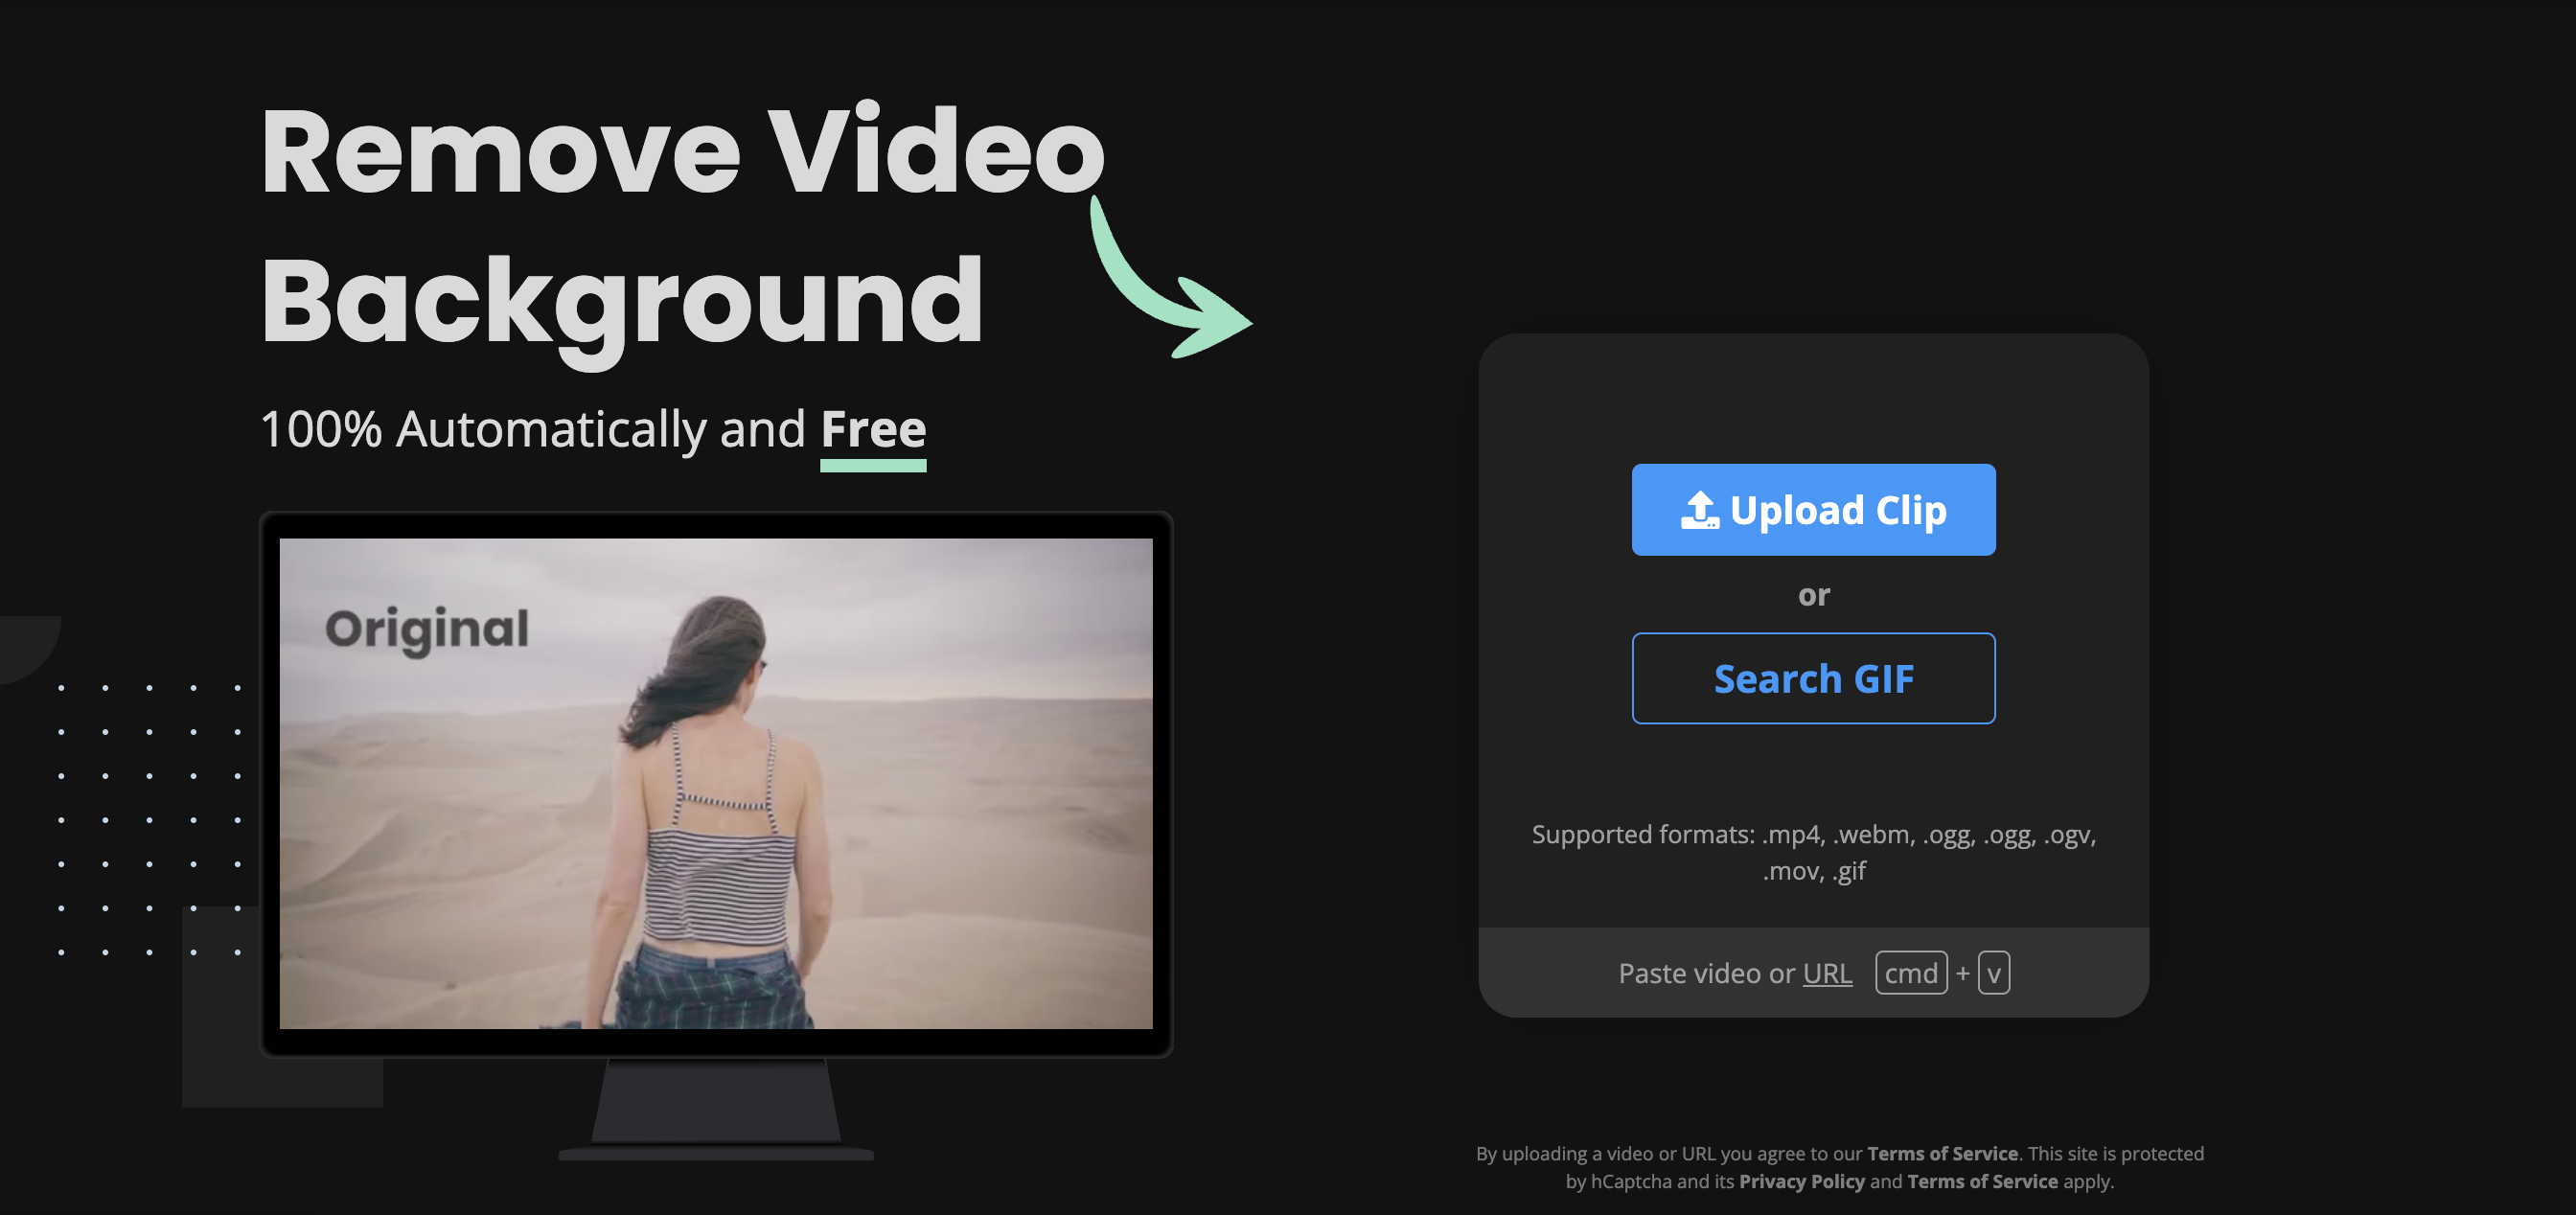 Remove Video
Background
100% Automatically and Free
Original
Upload Clip
or
Search GIF
Supported formats: .mp4, .webm, .ogg, .ogg, .ogv,
.mov, .gif
Paste video or URL cmd + v
By uploading a video or URL you agree to our Terms of Service. This site is protected
by hCaptcha and its Privacy Policy and Terms of Service apply.